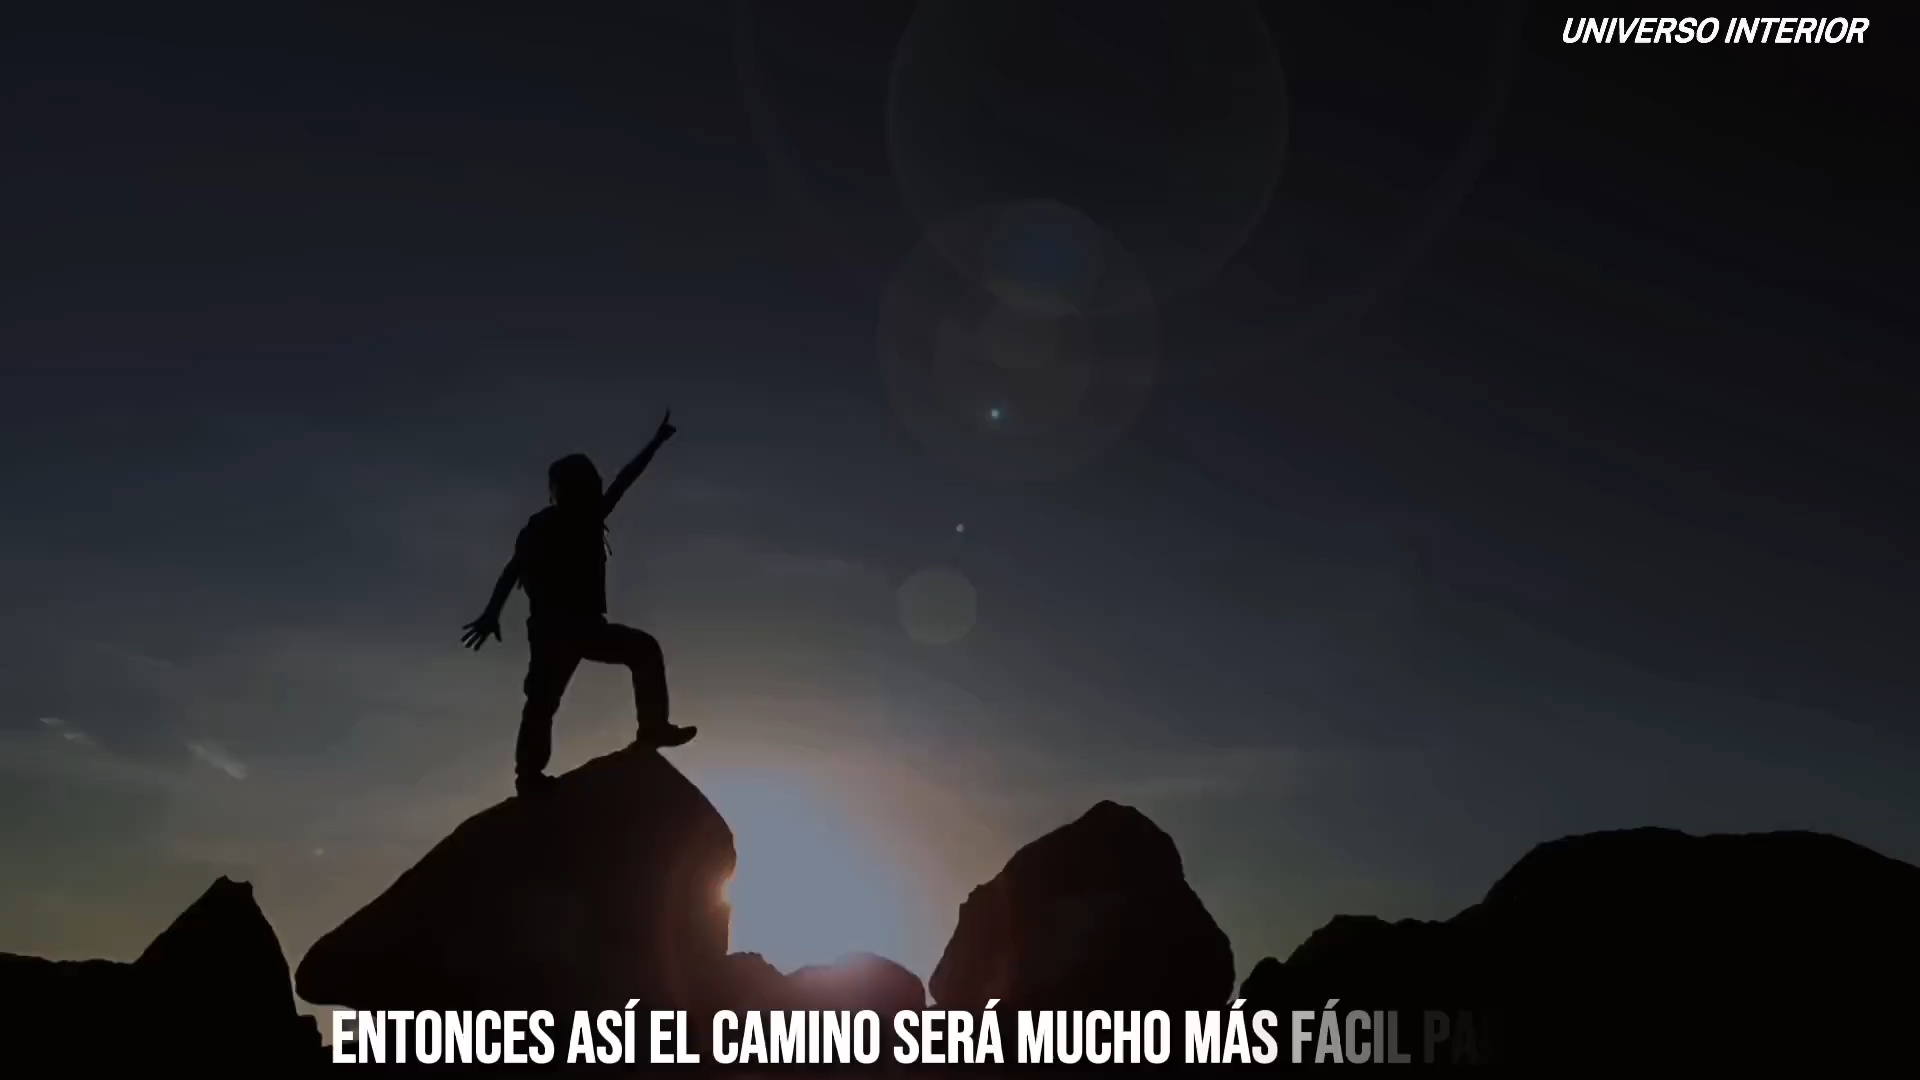 UNIVERSO INTERIOR
ENTONCES ASÍ EL CAMINO SERÁ MUCHO MÁS FÁCIL